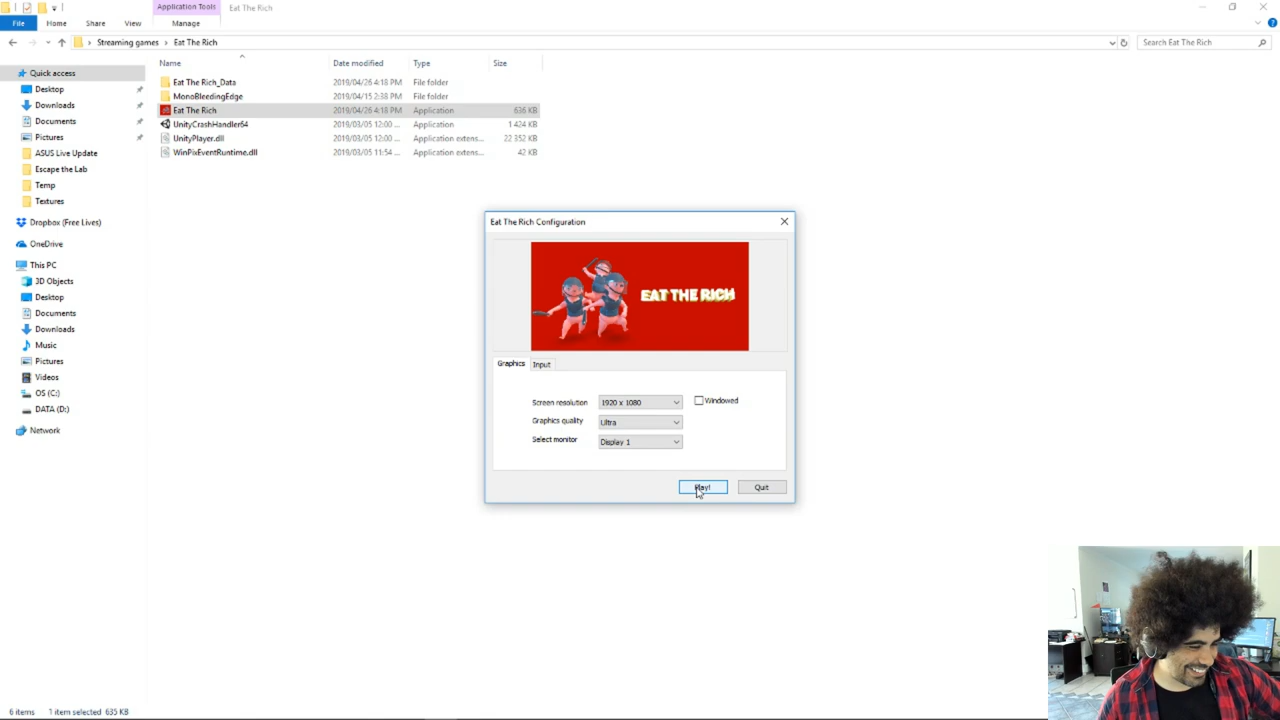 Application Tools
Eat The Rich
File
Home
Share
View
Manage
Streaming games
Eat The Rich
Search Eat The Rich
Name
Date modified
Type
Size
Quick access
Desktop
Downloads
Documents
Pictures
ASUS Live Update
Escape the Lab
Temp
Textures
Dropbox (Free Lives)
OneDrive
This PC
3D Objects
Desktop
Documents
Downloads
Music
Pictures
Videos
OS (C:)
DATA (D:)
Network
Eat The Rich_Data 2019/04/26 4:18 PM File folder
MonoBleedingEdge 2019/04/15 2:38 PM File folder
Eat The Rich 2019/04/26 4:18 PM Application 636 KB
UnityCrashHandler64 2019/03/05 12:00 ... Application 1 424 KB
UnityPlayer.dll 2019/03/05 12:00 ... Application extens... 22 352 KB
WinPixEventRuntime.dll 2019/03/05 11:54 ... Application extens... 42 KB
Eat The Rich Configuration
EAT THE RICH
Graphics
Input
Screen resolution 1920 x 1080
Windowed
Graphics quality Ultra
Select monitor Display 1
Play!
Quit
6 items
1 item selected 635 KB